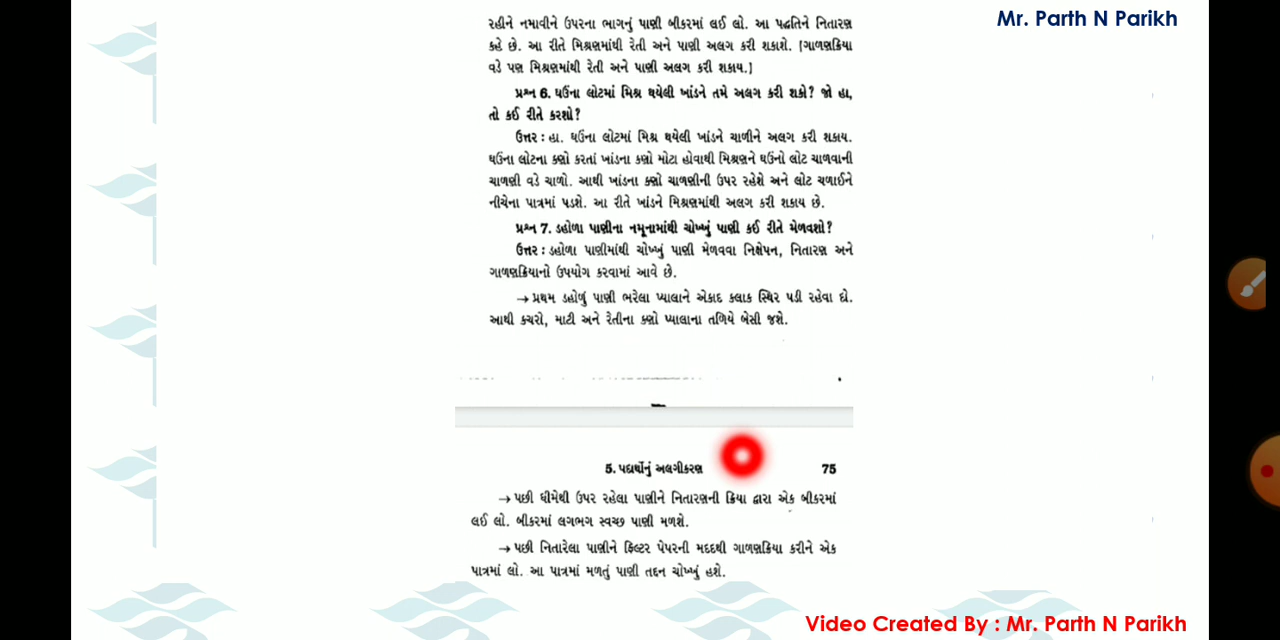 Mr. Parth N Parikh
રહીને નમાવીને ઉપરના ભાગનું પાણી બીકરમાં લઈ લો. આ પદ્ધતિને નિતારણ
કહે છે. આ રીતે મિશ્રણમાંથી રેતી અને પાણી અલગ કરી શકાશે. [ગાળણક્રિયા
વડે પણ મિશ્રણમાંથી રેતી અને પાણી અલગ કરી શકાય.]
પ્રશ્ન 6. ઘઉંના લોટમાં મિશ્ર થયેલી ખાંડને તમે અલગ કરી શકો? જો હા,
તો કઈ રીતે કરશો?
ઉત્તર : હા. ઘઉંના લોટમાં મિશ્ર થયેલી ખાંડને ચાળીને અલગ કરી શકાય.
ઘઉંના લોટના કણો કરતાં ખાંડના કણો મોટા હોવાથી મિશ્રણને ઘઉંનો લોટ ચાળવાની
ચાળણી વડે ચાળો. આથી ખાંડના કણો ચાળણીની ઉપર રહેશે અને લોટ ચળાઈને
નીચેના પાત્રમાં પડશે. આ રીતે ખાંડને મિશ્રણમાંથી અલગ કરી શકાય છે.
પ્રશ્ન 7. ડહોળા પાણીના નમૂનામાંથી ચોખ્ખું પાણી કઈ રીતે મેળવશો?
ઉત્તર : ડહોળા પાણીમાંથી ચોખ્ખું પાણી મેળવવા નિક્ષેપન, નિતારણ અને
ગાળણક્રિયાનો ઉપયોગ કરવામાં આવે છે.
→ પ્રથમ ડહોળું પાણી ભરેલા પ્યાલાને એકાદ કલાક સ્થિર પડી રહેવા દો.
આથી કચરો, માટી અને રેતીના કણો પ્યાલાના તળિયે બેસી જશે.
5. પદાર્થોનું અલગીકરણ 75
→ પછી ધીમેથી ઉપર રહેલા પાણીને નિતારણની ક્રિયા દ્વારા એક બીકરમાં
લઈ લો. બીકરમાં લગભગ સ્વચ્છ પાણી મળશે.
→ પછી નિતારેલા પાણીને ફિલ્ટર પેપરની મદદથી ગાળણક્રિયા કરીને એક
પાત્રમાં લો. આ પાત્રમાં મળતું પાણી તદ્દન ચોખ્ખું હશે.
Video Created By : Mr. Parth N Parikh